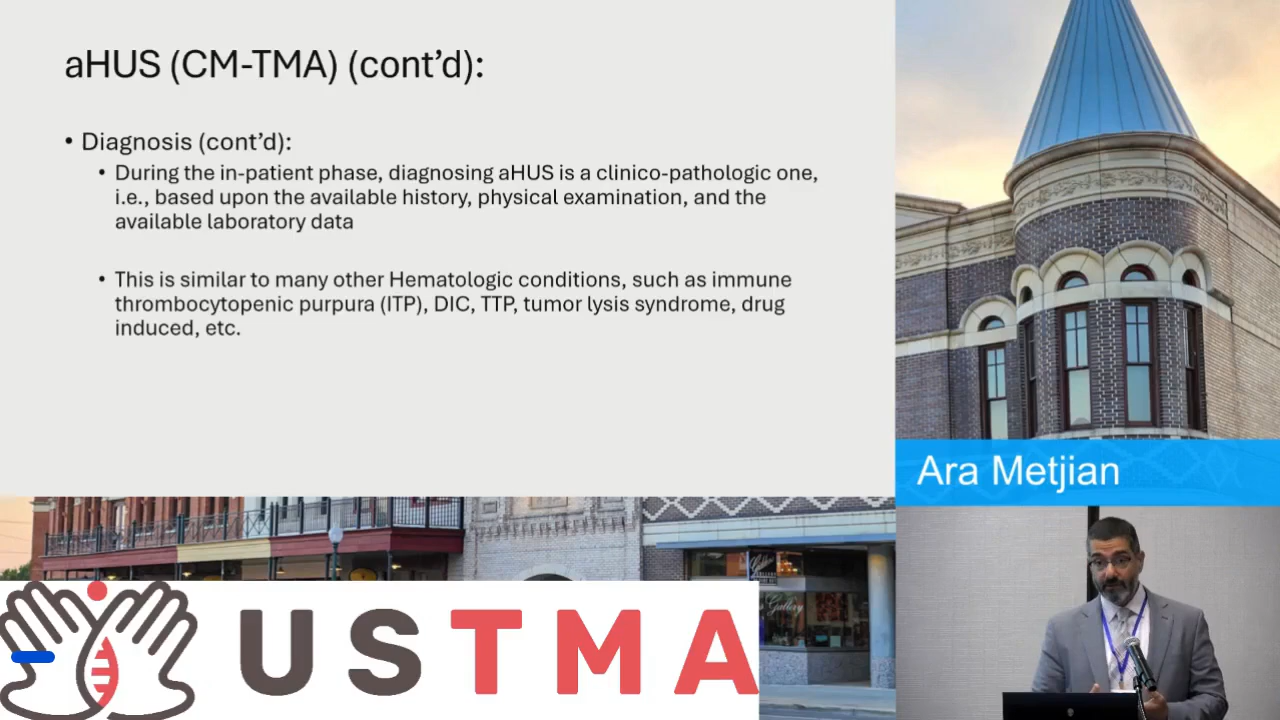 aHUS (CM-TMA) (cont’d):
• Diagnosis (cont’d):
• During the in-patient phase, diagnosing aHUS is a clinico-pathologic one,
i.e., based upon the available history, physical examination, and the
available laboratory data
• This is similar to many other Hematologic conditions, such as immune
thrombocytopenic purpura (ITP), DIC, TTP, tumor lysis syndrome, drug
induced, etc.
Ara Metjian
Gallery
USTMA